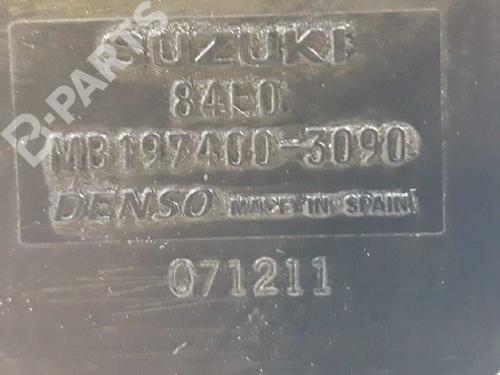 SUZUKI
84E0
MB197400-3090
DENSO MADE IN SPAIN
071211
B-PARTS